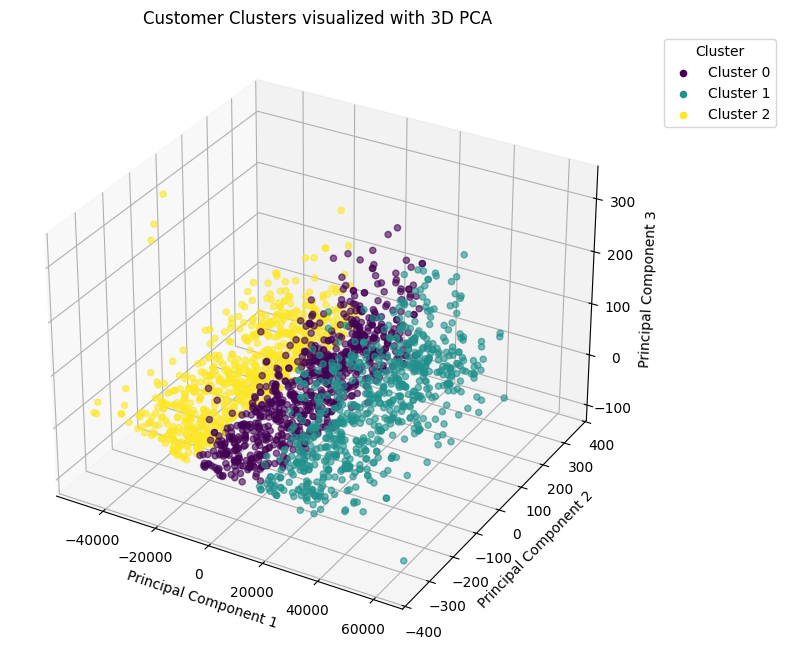 Customer Clusters visualized with 3D PCA
Cluster
Cluster 0
Cluster 1
Cluster 2
300
200
100
0
−100
Principal Component 3
400
300
200
100
0
−100
−200
−300
−400
Principal Component 2
−40000
−20000
0
20000
40000
60000
Principal Component 1